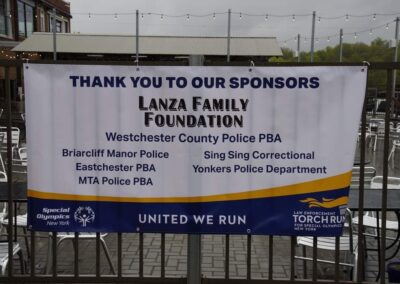 THANK YOU TO OUR SPONSORS
LANZA FAMILY
FOUNDATION
Westchester County Police PBA
Briarcliff Manor Police
Sing Sing Correctional
Eastchester PBA
Yonkers Police Department
MTA Police PBA
Special
Olympics
New York
UNITED WE RUN
LAW ENFORCEMENT
TORCH RUN
FOR SPECIAL OLYMPICS
NEW YORK